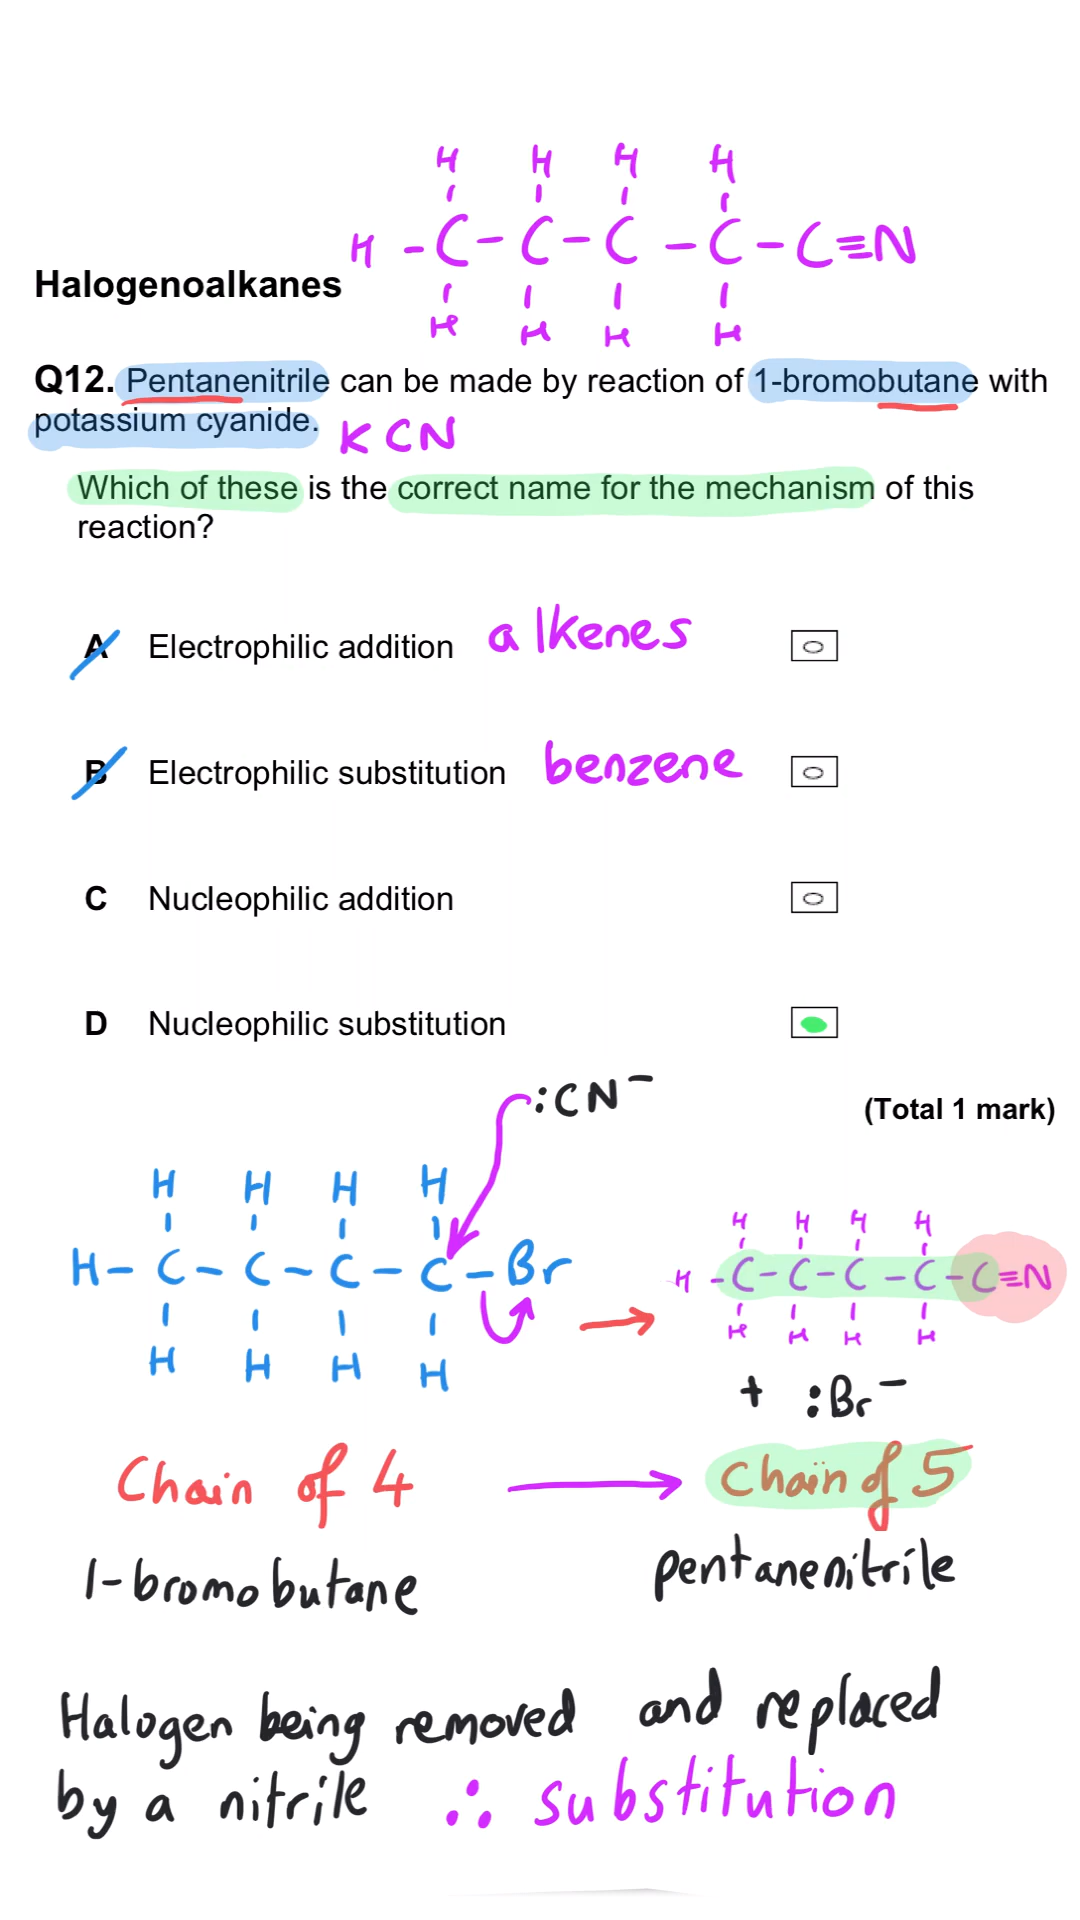 H H H H
H - C - C - C - C - C≡N
Halogenoalkanes
H H H H
Q12. Pentanenitrile can be made by reaction of 1-bromobutane with
potassium cyanide. KCN
Which of these is the correct name for the mechanism of this
reaction?
A Electrophilic addition alkenes
B Electrophilic substitution benzene
C Nucleophilic addition
D Nucleophilic substitution
:CN⁻
(Total 1 mark)
H H H H
H H H H
H - C - C - C - C - Br
H - C - C - C - C - C≡N
H H H H
H H H H
+ :Br⁻
Chain of 4 Chain of 5
1-bromobutane pentanenitrile
Halogen being removed and replaced
by a nitrile ∴ substitution